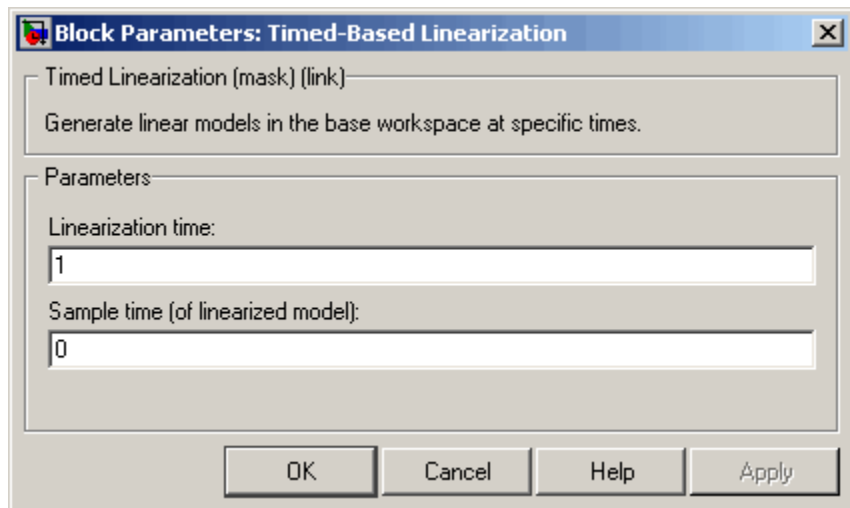 Block Parameters: Timed-Based Linearization
Timed Linearization (mask) (link)
Generate linear models in the base workspace at specific times.
Parameters
Linearization time:
1
Sample time (of linearized model):
0
OK Cancel Help Apply